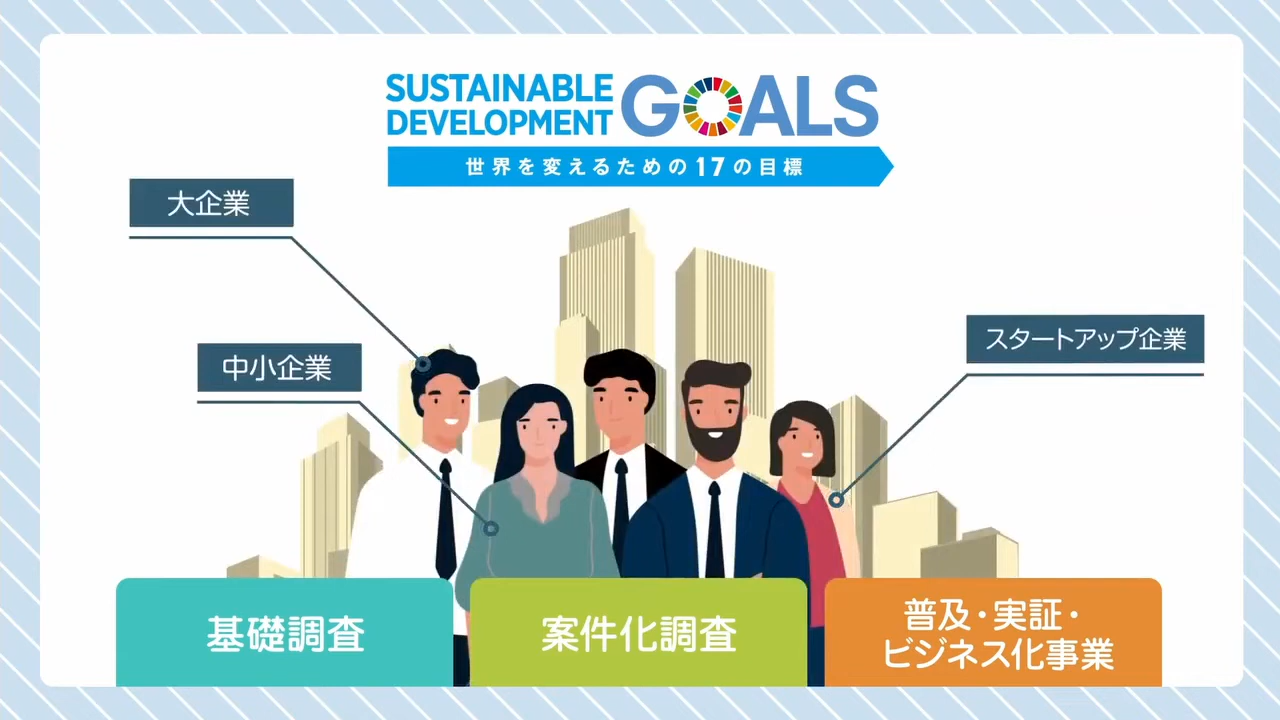 SUSTAINABLE
DEVELOPMENT
GOALS
世界を変えるための17の目標
大企業
中小企業
スタートアップ企業
基礎調査
案件化調査
普及・実証・
ビジネス化事業